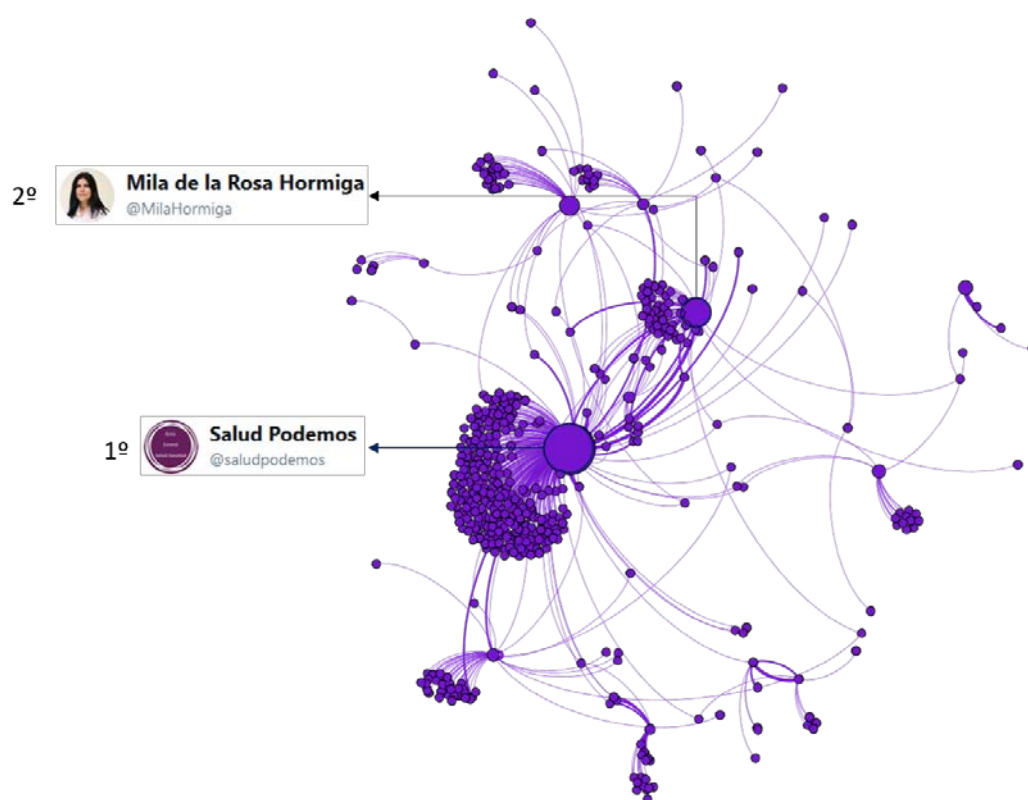 2º
Mila de la Rosa Hormiga
@MilaHormiga
1º
Salud Podemos
@saludpodemos